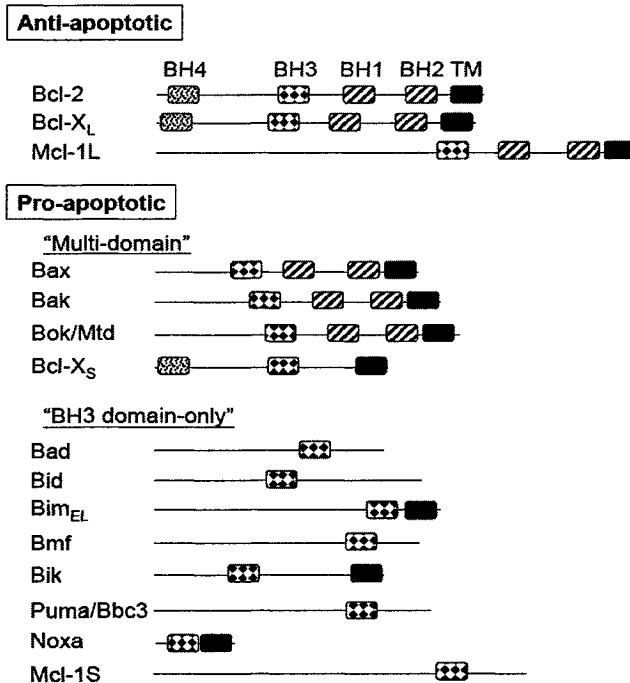 Anti-apoptotic
BH4 BH3 BH1 BH2 TM
Bcl-2
Bcl-XL
Mcl-1L
Pro-apoptotic
"Multi-domain"
Bax
Bak
Bok/Mtd
Bcl-XS
"BH3 domain-only"
Bad
Bid
BimEL
Bmf
Bik
Puma/Bbc3
Noxa
Mcl-1S